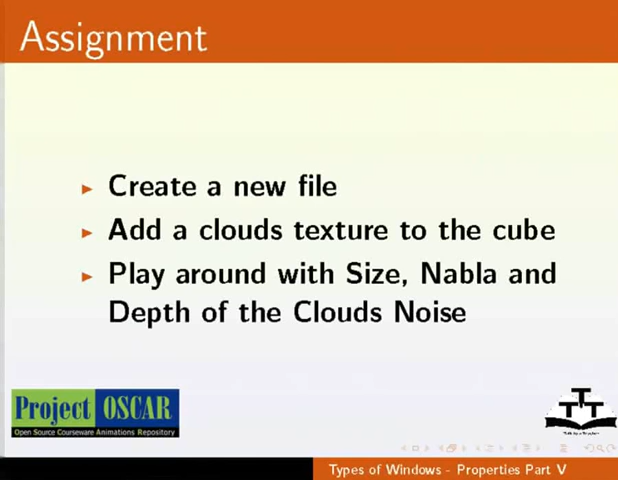 Assignment
Create a new file
Add a clouds texture to the cube
Play around with Size, Nabla and
Depth of the Clouds Noise
Project OSCAR
Open Source Courseware Animations Repository
Types of Windows - Properties Part V